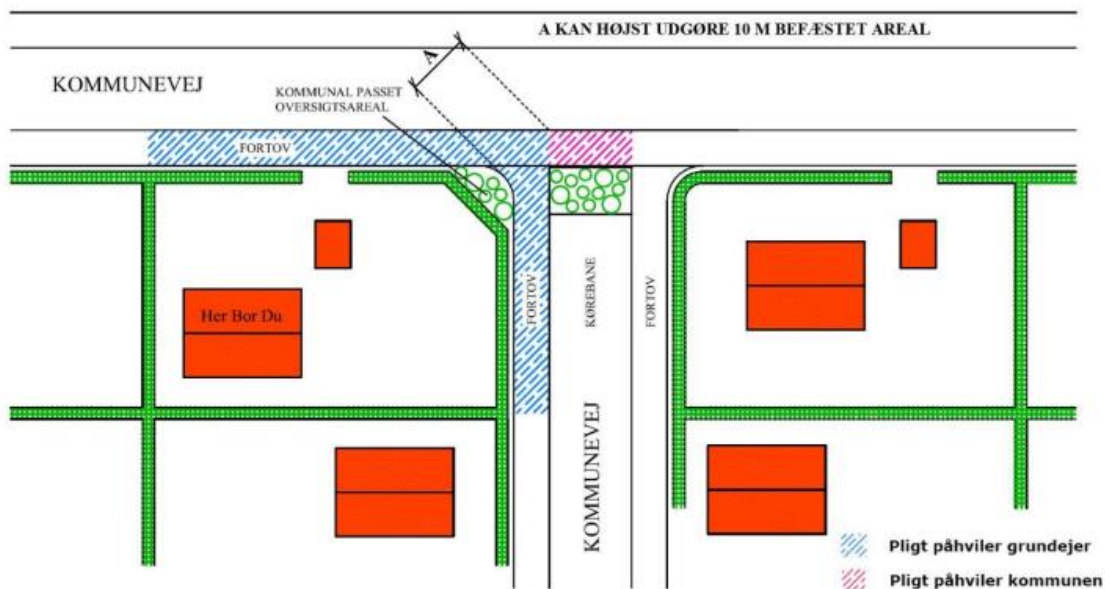 A KAN HØJST UDGØRE 10 M BEFÆSTET AREAL
A
KOMMUNEVEJ
KOMMUNAL PASSET
OVERSIGTSAREAL
FORTOV
Her Bor Du
FORTOV
KØREBANE
FORTOV
KOMMUNEVEJ
Pligt påhviler grundejer
Pligt påhviler kommunen